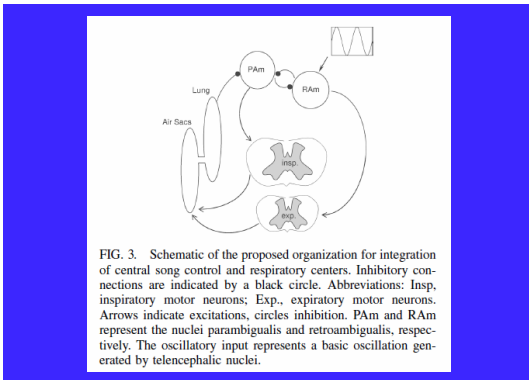 PAm
RAm
Lung
Air Sacs
insp.
exp.
FIG. 3. Schematic of the proposed organization for integration
of central song control and respiratory centers. Inhibitory con-
nections are indicated by a black circle. Abbreviations: Insp,
inspiratory motor neurons; Exp., expiratory motor neurons.
Arrows indicate excitations, circles inhibition. PAm and RAm
represent the nuclei parambigualis and retroambigualis, respec-
tively. The oscillatory input represents a basic oscillation gen-
erated by telencephalic nuclei.